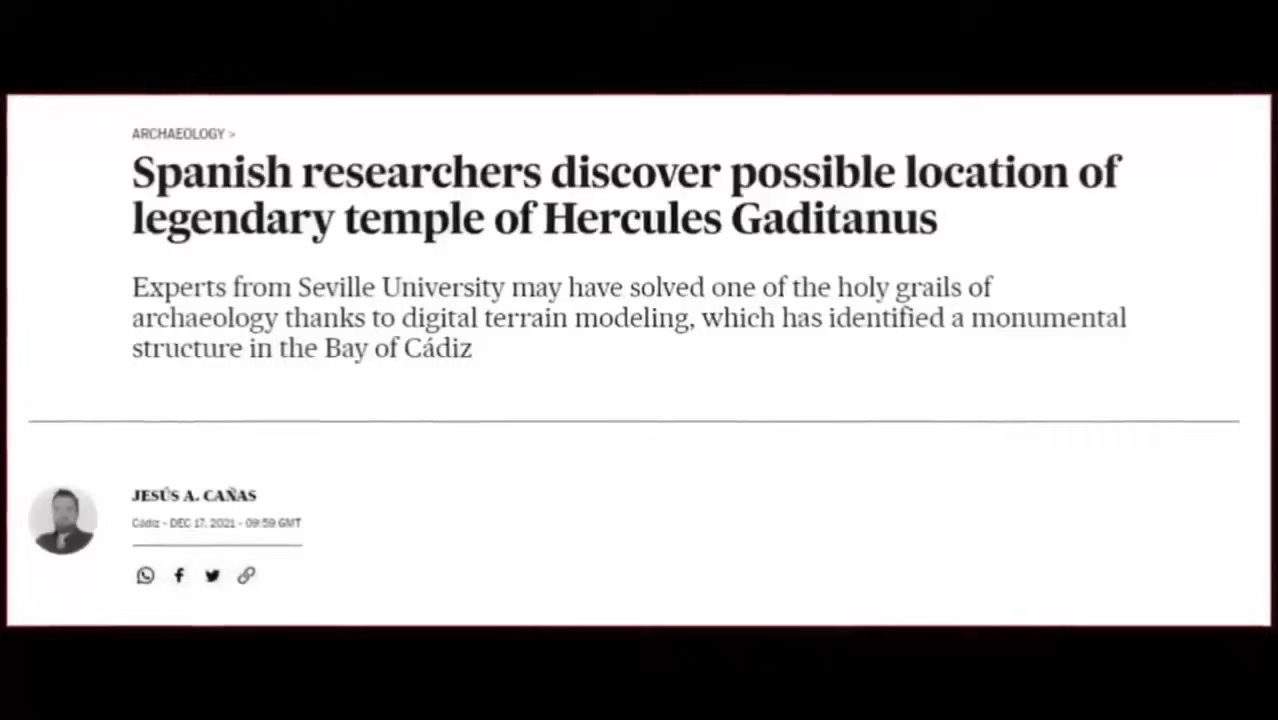 ARCHAEOLOGY >
Spanish researchers discover possible location of
legendary temple of Hercules Gaditanus
Experts from Seville University may have solved one of the holy grails of
archaeology thanks to digital terrain modeling, which has identified a monumental
structure in the Bay of Cádiz
JESÚS A. CAÑAS
Cádiz - DEC 17, 2021 - 09:59 GMT